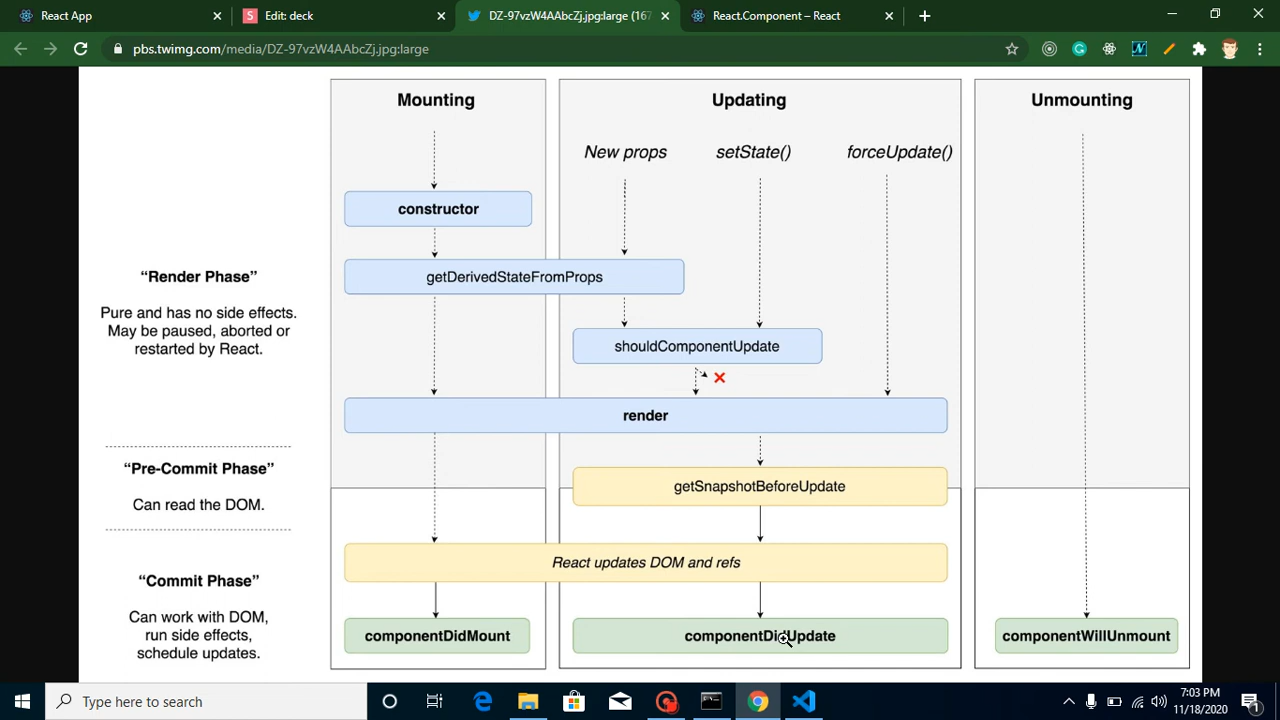 React App
Edit: deck
DZ-97vzW4AAbcZj.jpg:large (167
React.Component – React
pbs.twimg.com/media/DZ-97vzW4AAbcZj.jpg:large
Mounting
Updating
Unmounting
New props
setState()
forceUpdate()
constructor
“Render Phase”
Pure and has no side effects.
May be paused, aborted or
restarted by React.
getDerivedStateFromProps
shouldComponentUpdate
render
“Pre-Commit Phase”
Can read the DOM.
getSnapshotBeforeUpdate
React updates DOM and refs
“Commit Phase”
Can work with DOM,
run side effects,
schedule updates.
componentDidMount
componentDidUpdate
componentWillUnmount
Type here to search
7:03 PM
11/18/2020